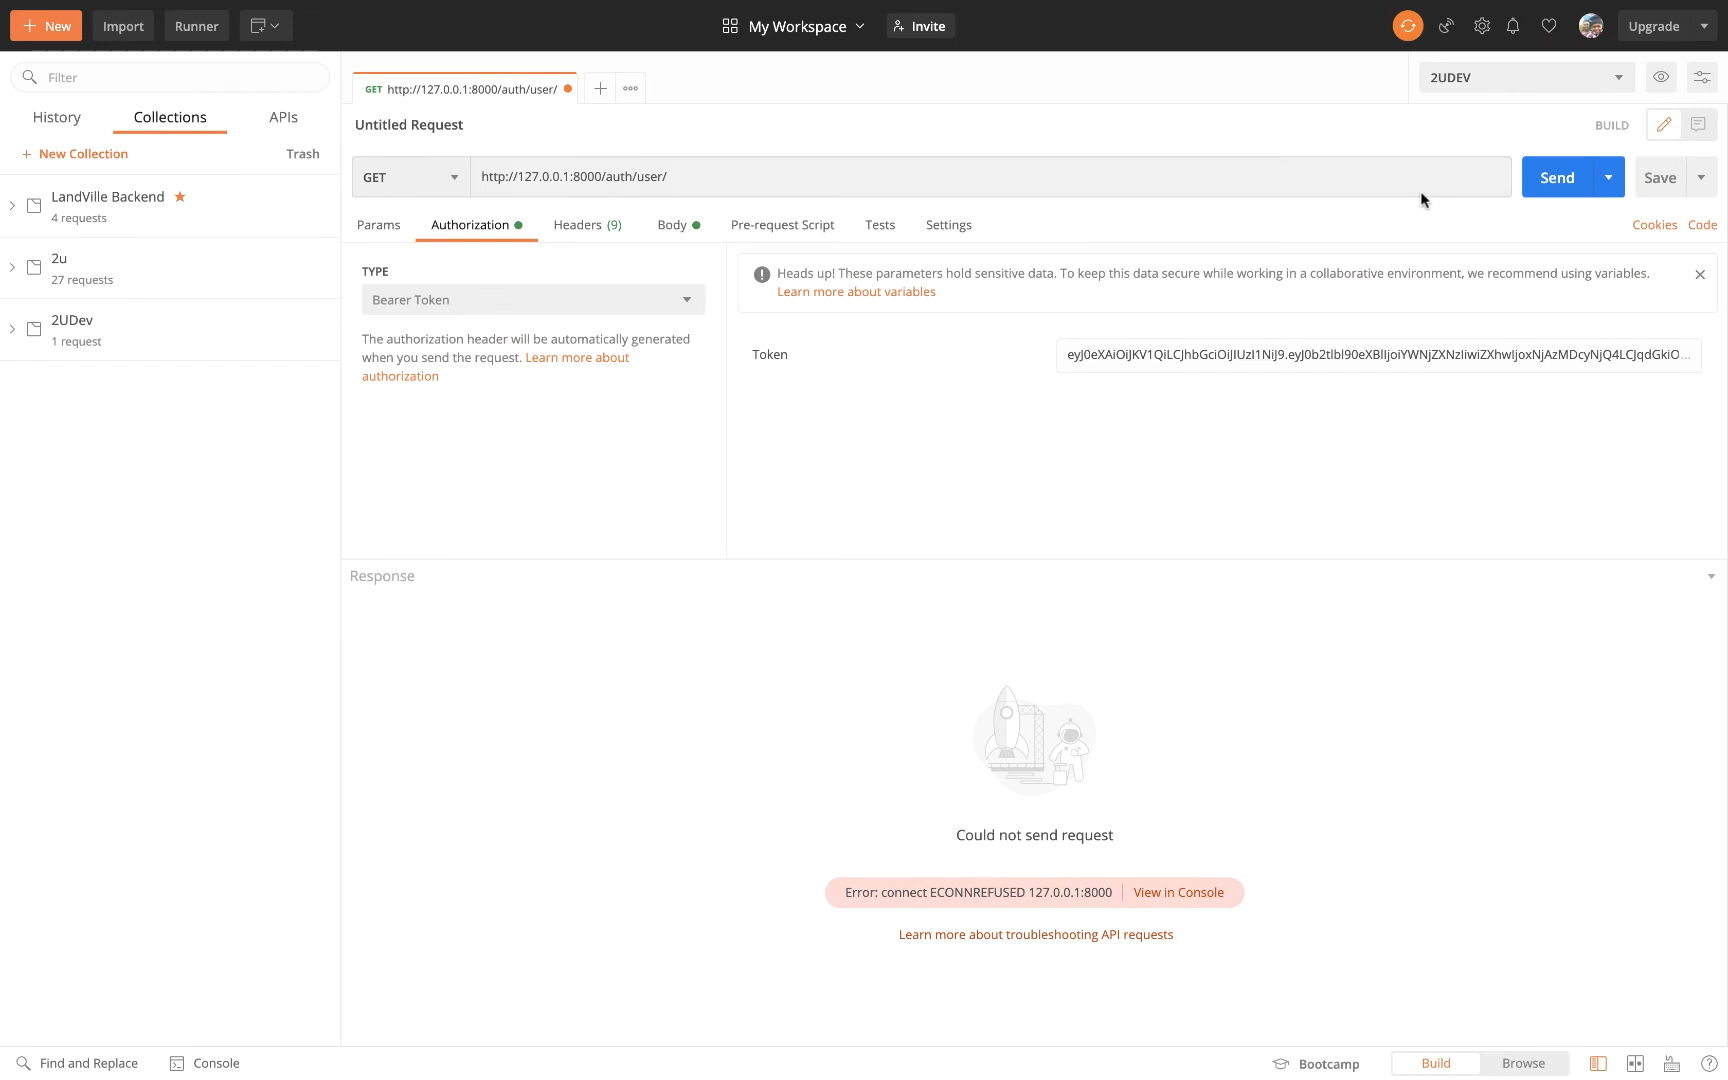 New
Import
Runner
My Workspace
Invite
Upgrade
Filter
History
Collections
APIs
+ New Collection
Trash
LandVille Backend
4 requests
2u
27 requests
2UDev
1 request
GET http://127.0.0.1:8000/auth/user/
2UDEV
Untitled Request
BUILD
GET
http://127.0.0.1:8000/auth/user/
Send
Save
Params
Authorization
Headers (9)
Body
Pre-request Script
Tests
Settings
Cookies
Code
TYPE
Bearer Token
The authorization header will be automatically generated
when you send the request. Learn more about
authorization
Heads up! These parameters hold sensitive data. To keep this data secure while working in a collaborative environment, we recommend using variables.
Learn more about variables
Token
Response
Could not send request
Error: connect ECONNREFUSED 127.0.0.1:8000
View in Console
Learn more about troubleshooting API requests
Find and Replace
Console
Bootcamp
Build
Browse